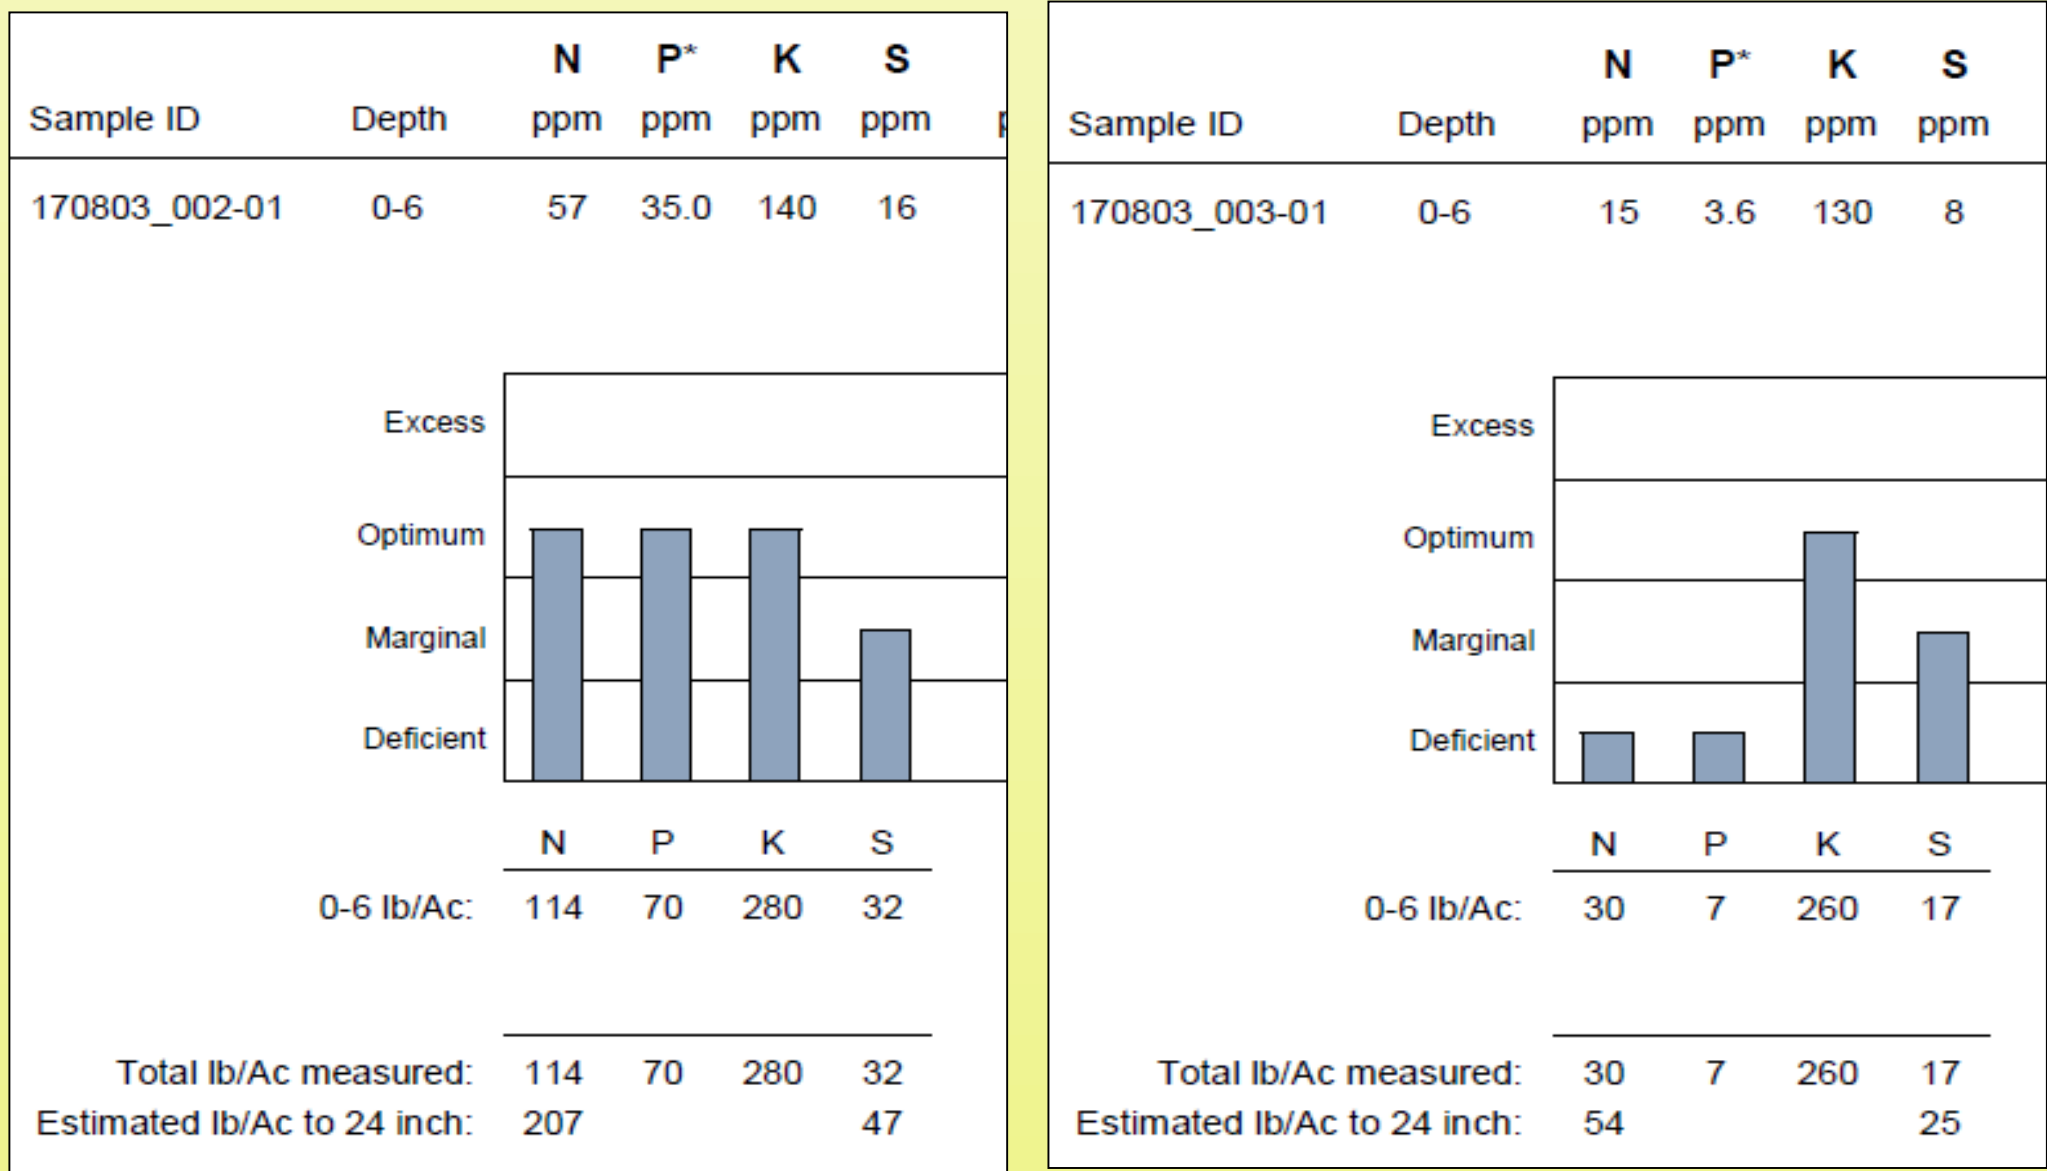 N P* K S
Sample ID Depth ppm ppm ppm ppm
170803_002-01 0-6 57 35.0 140 16
Excess
Optimum
Marginal
Deficient
N P K S
0-6 lb/Ac: 114 70 280 32
Total lb/Ac measured: 114 70 280 32
Estimated lb/Ac to 24 inch: 207 47
N P* K S
Sample ID Depth ppm ppm ppm ppm
170803_003-01 0-6 15 3.6 130 8
Excess
Optimum
Marginal
Deficient
N P K S
0-6 lb/Ac: 30 7 260 17
Total lb/Ac measured: 30 7 260 17
Estimated lb/Ac to 24 inch: 54 25